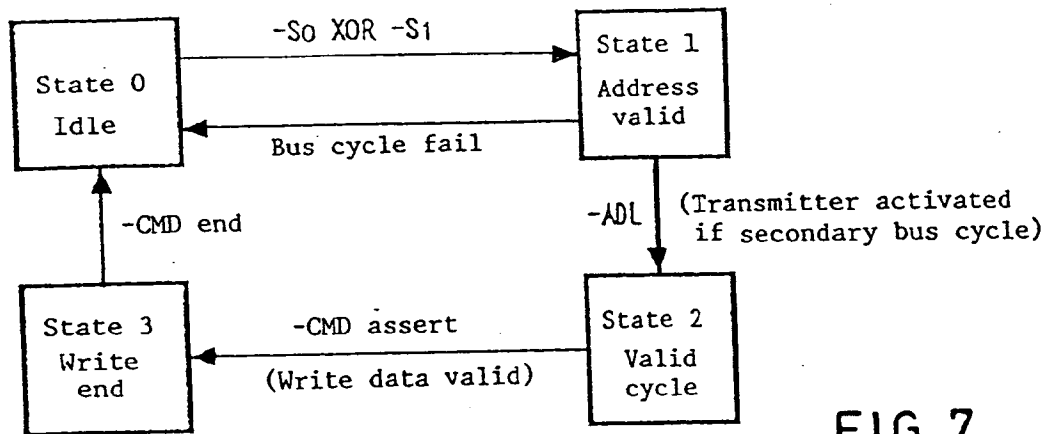 -S0 XOR -S1
State 0
Idle
State 1
Address
valid
Bus cycle fail
-CMD end
-ADL
(Transmitter activated
if secondary bus cycle)
State 3
Write
end
-CMD assert
(Write data valid)
State 2
Valid
cycle
FIG 7